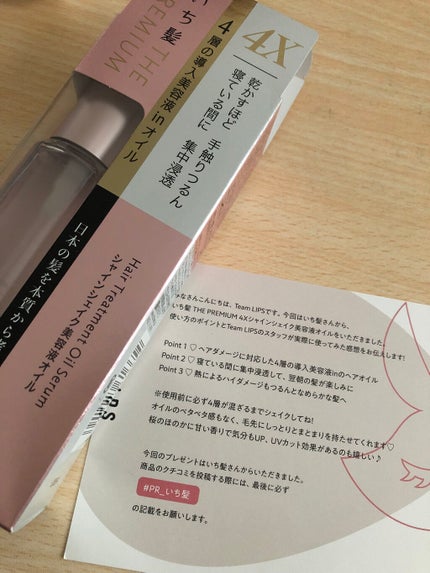 いち髪 THE
PREMIUM
4層の導入美容液 in オイル
4X
乾かすほど 手触りつるん
寝ている間に 集中浸透
日本の髪を本質から
Hair Treatment Oil Serum
シャインシェイク美容液オイル
みなさんこんにちは、Team LIPSです。今回はいち髪さんから、
いち髪 THE PREMIUM 4Xシャインシェイク美容液オイルをいただきました。
使い方のポイントとTeam LIPSのスタッフが実際に使ってみた感想をお伝えします!
Point 1 ♡ ヘアダメージに対応した4層の導入美容液inのヘアオイル
Point 2 ♡ 寝ている間に集中浸透して、翌朝の髪が楽しみに
Point 3 ♡ 熱によるハイダメージもつるんとなめらかな髪へ
※使用前に必ず4層が混ざるまでシェイクしてね!
オイルのベタベタ感もなく、毛先にしっとりとまとまりを持たせてくれます♡
桜のほのかに甘い香りで気分もUP、UVカット効果があるのも嬉しい♪
今回のプレゼントはいち髪さんからいただきました。
商品のクチコミを投稿する際には、最後に必ず
#PR_いち髪
の記載をお願いします。